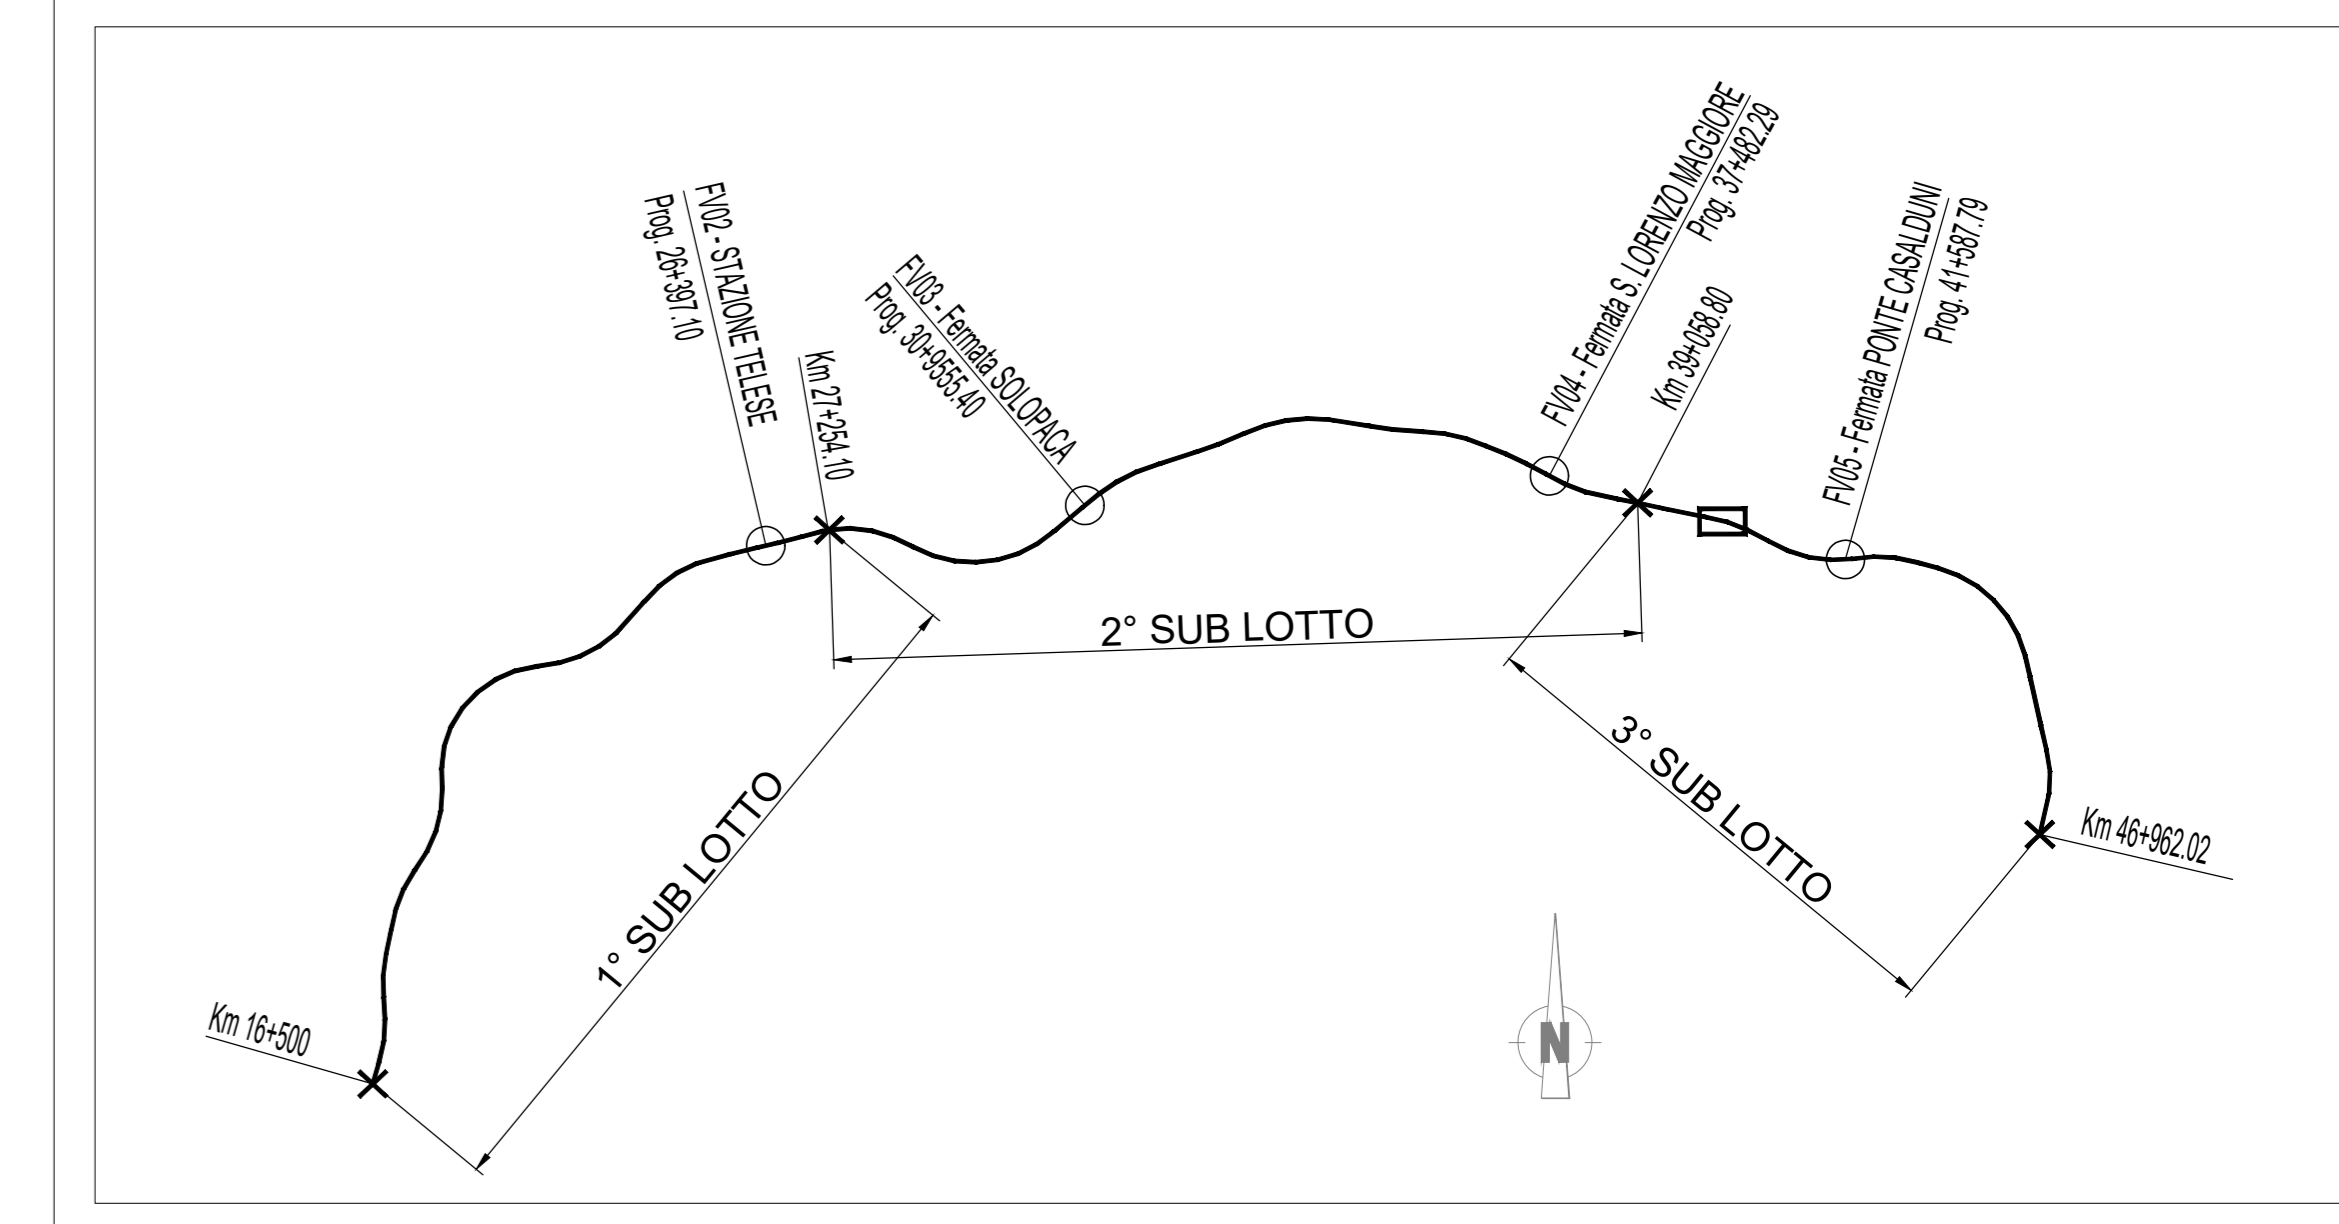 FV02 - STAZIONE TELESE
Prog. 26+397.10
Km 27+254.10
FV03 - Fermata SOLOPACA
Prog. 30+9555.40
FV04 - Fermata S. LORENZO MAGGIORE
Prog. 37+482.29
Km 39+058.80
FV05 - Fermata PONTE CASALDUNI
Prog. 41+587.79
2° SUB LOTTO
1° SUB LOTTO
3° SUB LOTTO
Km 46+962.02
Km 16+500
N